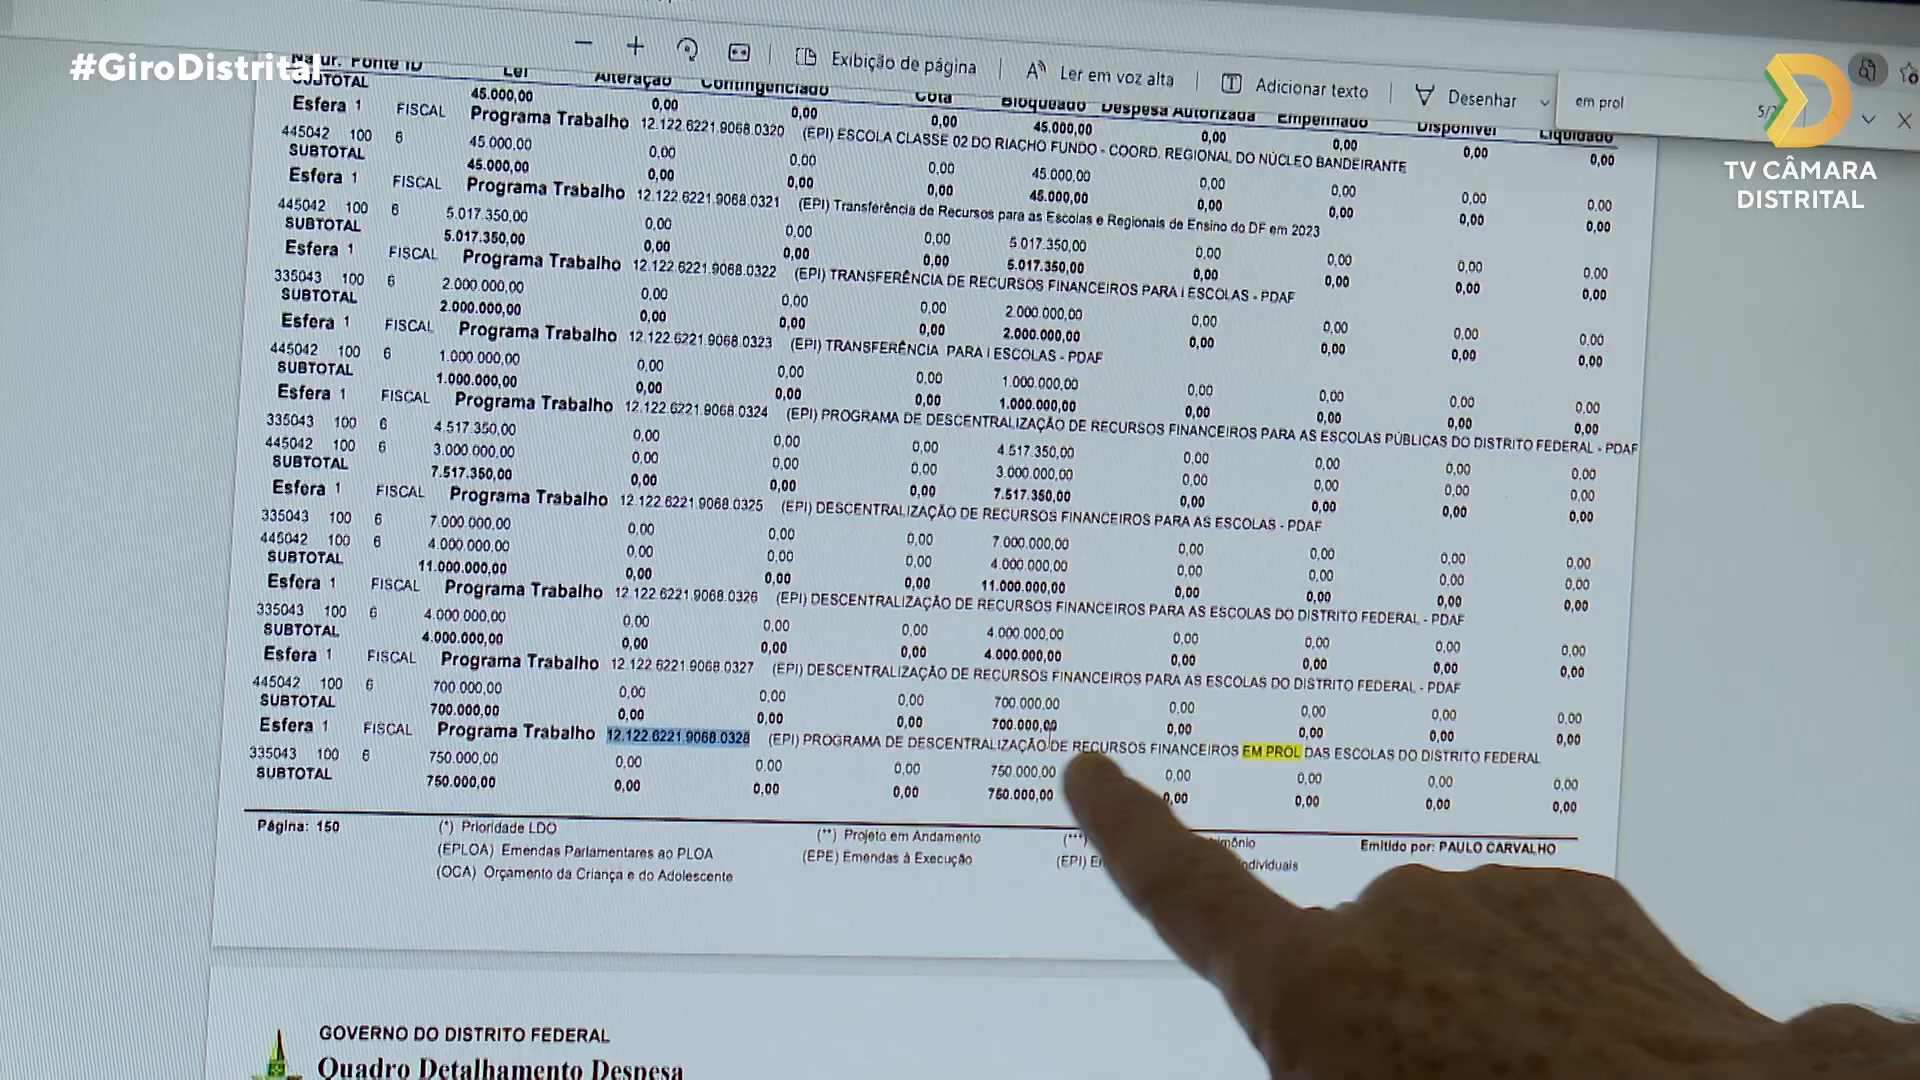 #GiroDistrital
Exibição de página
Ler em voz alta
Adicionar texto
Desenhar
em prol
TV CÂMARA
DISTRITAL
Natur. Fonte ID Lei Alteração Contingenciado Cota Bloqueado Despesa Autorizada Empenhado Disponível Liquidado
SUBTOTAL 45.000,00 0,00 0,00 0,00 45.000,00 0,00 0,00 0,00 0,00
Esfera 1 FISCAL Programa Trabalho 12.122.6221.9068.0320 (EPI) ESCOLA CLASSE 02 DO RIACHO FUNDO - COORD. REGIONAL DO NÚCLEO BANDEIRANTE
445042 100 6 45.000,00 0,00 0,00 0,00 45.000,00 0,00 0,00 0,00 0,00
SUBTOTAL 45.000,00 0,00 0,00 0,00 45.000,00 0,00 0,00 0,00 0,00
Esfera 1 FISCAL Programa Trabalho 12.122.6221.9068.0321 (EPI) Transferência de Recursos para as Escolas e Regionais de Ensino do DF em 2023
445042 100 6 5.017.350,00 0,00 0,00 0,00 5.017.350,00 0,00 0,00 0,00 0,00
SUBTOTAL 5.017.350,00 0,00 0,00 0,00 5.017.350,00 0,00 0,00 0,00 0,00
Esfera 1 FISCAL Programa Trabalho 12.122.6221.9068.0322 (EPI) TRANSFERÊNCIA DE RECURSOS FINANCEIROS PARA I ESCOLAS - PDAF
335043 100 6 2.000.000,00 0,00 0,00 0,00 2.000.000,00 0,00 0,00 0,00 0,00
SUBTOTAL 2.000.000,00 0,00 0,00 0,00 2.000.000,00 0,00 0,00 0,00 0,00
Esfera 1 FISCAL Programa Trabalho 12.122.6221.9068.0323 (EPI) TRANSFERÊNCIA PARA I ESCOLAS - PDAF
445042 100 6 1.000.000,00 0,00 0,00 0,00 1.000.000,00 0,00 0,00 0,00 0,00
SUBTOTAL 1.000.000,00 0,00 0,00 0,00 1.000.000,00 0,00 0,00 0,00 0,00
Esfera 1 FISCAL Programa Trabalho 12.122.6221.9068.0324 (EPI) PROGRAMA DE DESCENTRALIZAÇÃO DE RECURSOS FINANCEIROS PARA AS ESCOLAS PÚBLICAS DO DISTRITO FEDERAL - PDAF
335043 100 6 4.517.350,00 0,00 0,00 0,00 4.517.350,00 0,00 0,00 0,00 0,00
445042 100 6 3.000.000,00 0,00 0,00 0,00 3.000.000,00 0,00 0,00 0,00 0,00
SUBTOTAL 7.517.350,00 0,00 0,00 0,00 7.517.350,00 0,00 0,00 0,00 0,00
Esfera 1 FISCAL Programa Trabalho 12.122.6221.9068.0325 (EPI) DESCENTRALIZAÇÃO DE RECURSOS FINANCEIROS PARA AS ESCOLAS - PDAF
335043 100 6 7.000.000,00 0,00 0,00 0,00 7.000.000,00 0,00 0,00 0,00 0,00
445042 100 6 4.000.000,00 0,00 0,00 0,00 4.000.000,00 0,00 0,00 0,00 0,00
SUBTOTAL 11.000.000,00 0,00 0,00 0,00 11.000.000,00 0,00 0,00 0,00 0,00
Esfera 1 FISCAL Programa Trabalho 12.122.6221.9068.0326 (EPI) DESCENTRALIZAÇÃO DE RECURSOS FINANCEIROS PARA AS ESCOLAS DO DISTRITO FEDERAL - PDAF
335043 100 6 4.000.000,00 0,00 0,00 0,00 4.000.000,00 0,00 0,00 0,00 0,00
SUBTOTAL 4.000.000,00 0,00 0,00 0,00 4.000.000,00 0,00 0,00 0,00 0,00
Esfera 1 FISCAL Programa Trabalho 12.122.6221.9068.0327 (EPI) DESCENTRALIZAÇÃO DE RECURSOS FINANCEIROS PARA AS ESCOLAS DO DISTRITO FEDERAL - PDAF
445042 100 6 700.000,00 0,00 0,00 0,00 700.000,00 0,00 0,00 0,00 0,00
SUBTOTAL 700.000,00 0,00 0,00 0,00 700.000,00 0,00 0,00 0,00 0,00
Esfera 1 FISCAL Programa Trabalho 12.122.6221.9068.0328 (EPI) PROGRAMA DE DESCENTRALIZAÇÃO DE RECURSOS FINANCEIROS EM PROL DAS ESCOLAS DO DISTRITO FEDERAL
335043 100 6 750.000,00 0,00 0,00 0,00 750.000,00 0,00 0,00 0,00 0,00
SUBTOTAL 750.000,00 0,00 0,00 0,00 750.000,00 0,00 0,00 0,00 0,00
Página: 150 (*) Prioridade LDO (**) Projeto em Andamento (***) Emitido por: PAULO CARVALHO
(EPLOA) Emendas Parlamentares ao PLOA (EPE) Emendas à Execução (EPI)
(OCA) Orçamento da Criança e do Adolescente
GOVERNO DO DISTRITO FEDERAL
Quadro Detalhamento Despesa